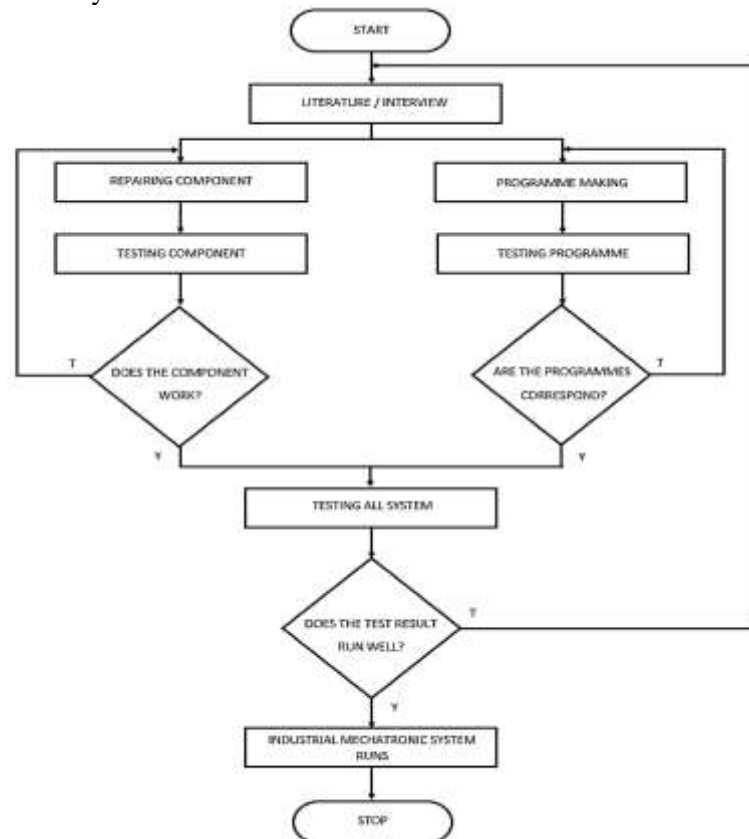 START
LITERATURE / INTERVIEW
REPAIRING COMPONENT
PROGRAMME MAKING
TESTING COMPONENT
TESTING PROGRAMME
T
DOES THE COMPONENT
WORK?
ARE THE PROGRAMMES
CORRESPOND?
T
Y
Y
TESTING ALL SYSTEM
DOES THE TEST RESULT
RUN WELL?
T
Y
INDUSTRIAL MECHATRONIC SYSTEM
RUNS
STOP